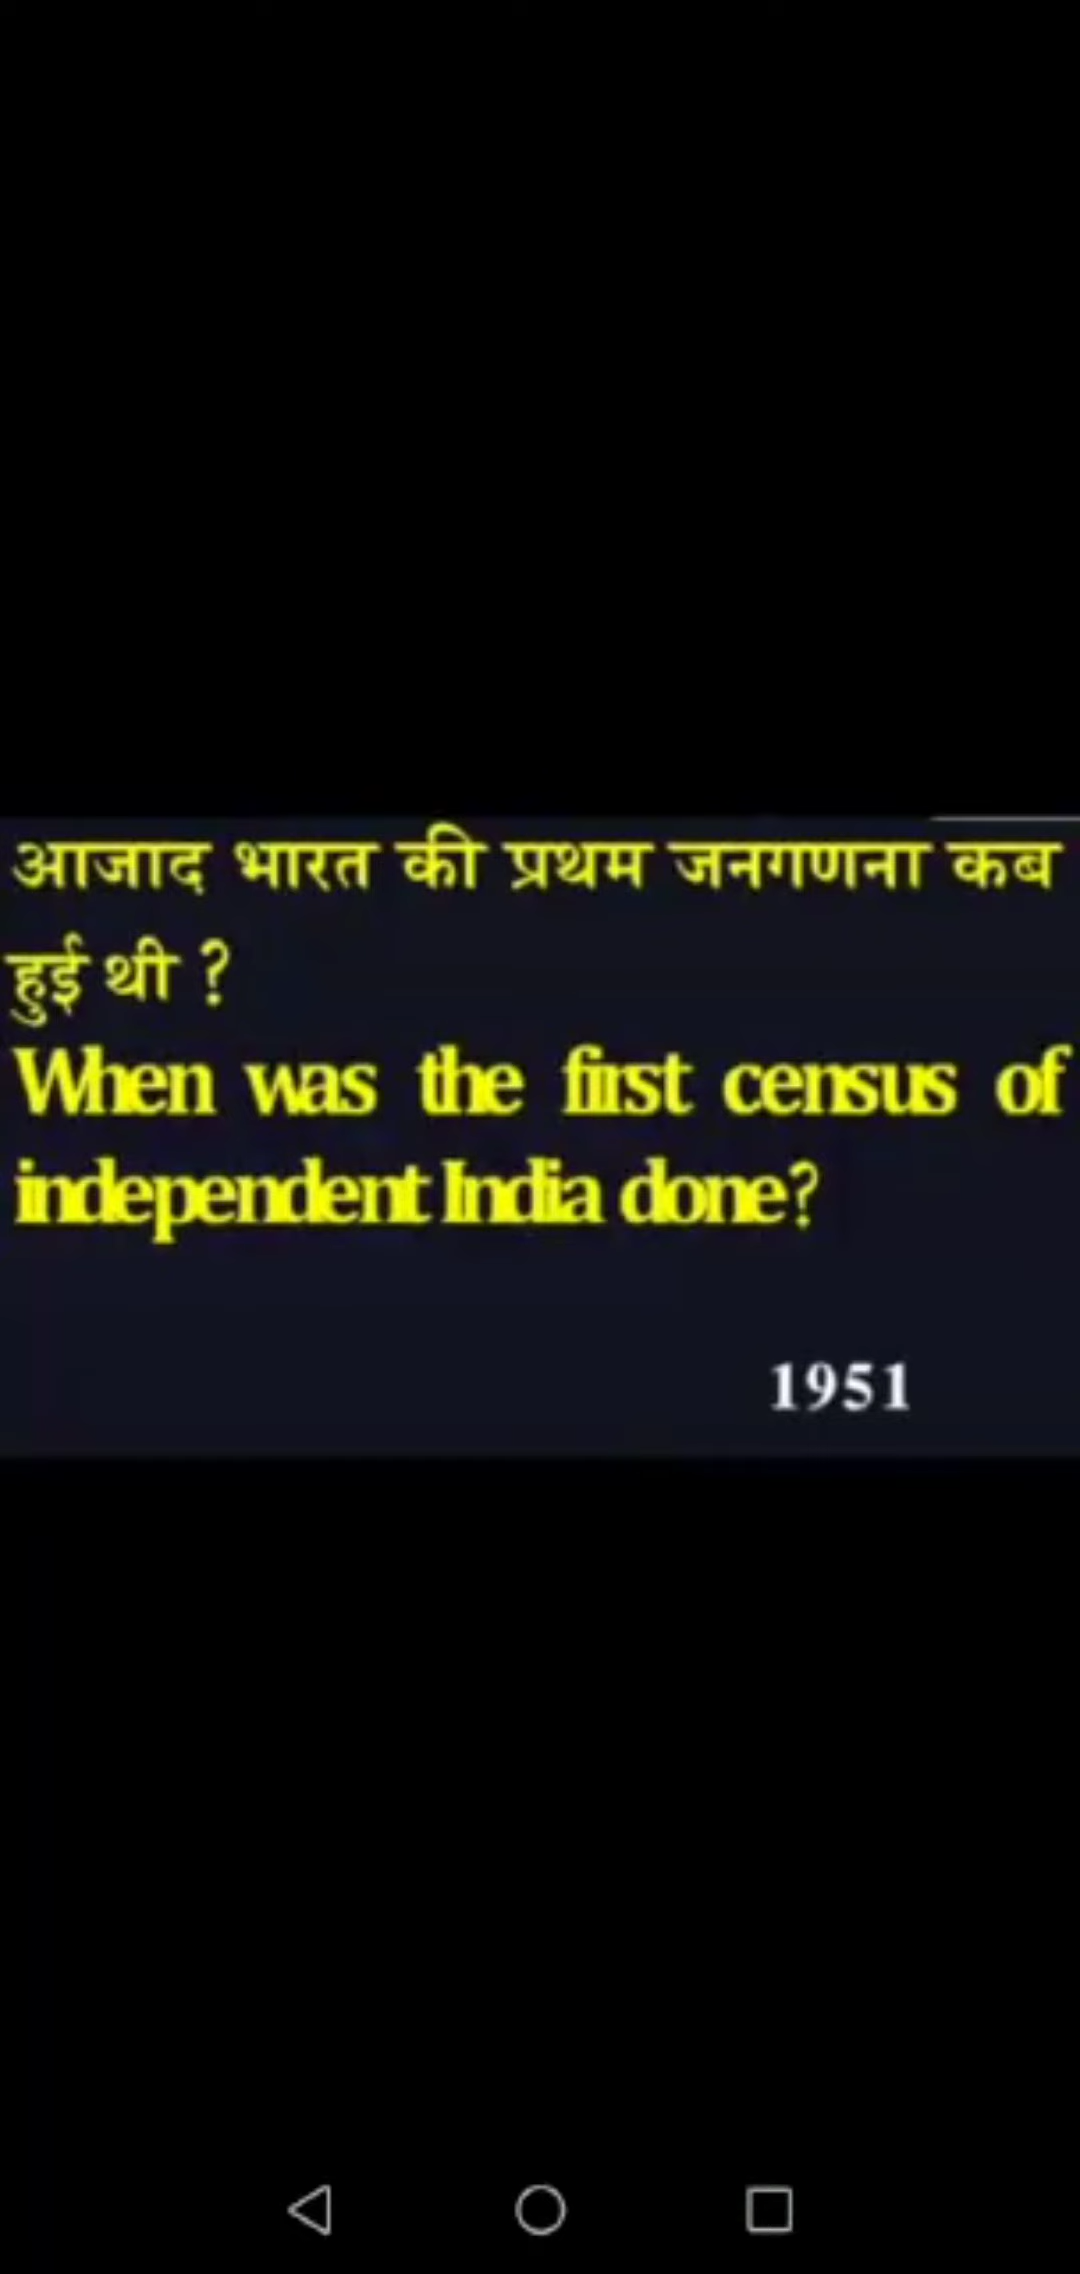 आजाद भारत की प्रथम जनगणना कब
हुई थी ?
When was the first census of
independent India done?
1951